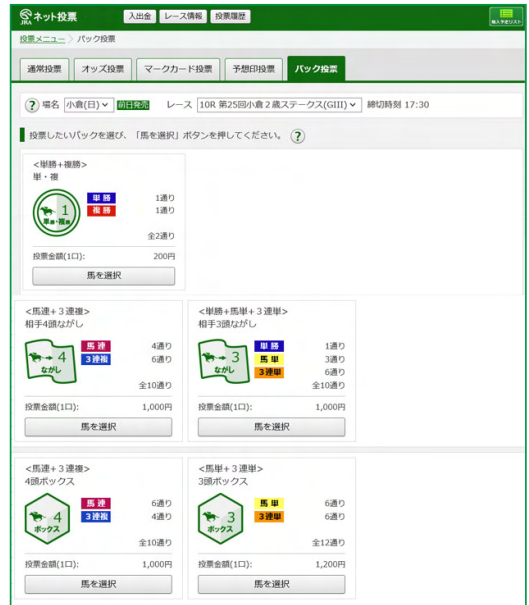 JRA ネット投票 入出金 レース情報 投票履歴
購入予定リスト
投票メニュー 〉 パック投票
通常投票 オッズ投票 マークカード投票 予想印投票 パック投票
? 場名 小倉(日) 前日発売 レース 10R 第25回小倉２歳ステークス(GIII) 締切時刻 17:30
投票したいパックを選び、「馬を選択」ボタンを押してください。 ?
<単勝+複勝>
単・複
1
単勝・複勝
単勝 1通り
複勝 1通り
全2通り
投票金額(1口): 200円
馬を選択
<馬連+３連複>
相手4頭ながし
4
ながし
馬連 4通り
3連複 6通り
全10通り
投票金額(1口): 1,000円
馬を選択
<単勝+馬単+３連単>
相手3頭ながし
3
ながし
単勝 1通り
馬単 3通り
3連単 6通り
全10通り
投票金額(1口): 1,000円
馬を選択
<馬連+３連複>
4頭ボックス
4
ボックス
馬連 6通り
3連複 4通り
全10通り
投票金額(1口): 1,000円
馬を選択
<馬単+３連単>
3頭ボックス
3
ボックス
馬単 6通り
3連単 6通り
全12通り
投票金額(1口): 1,200円
馬を選択